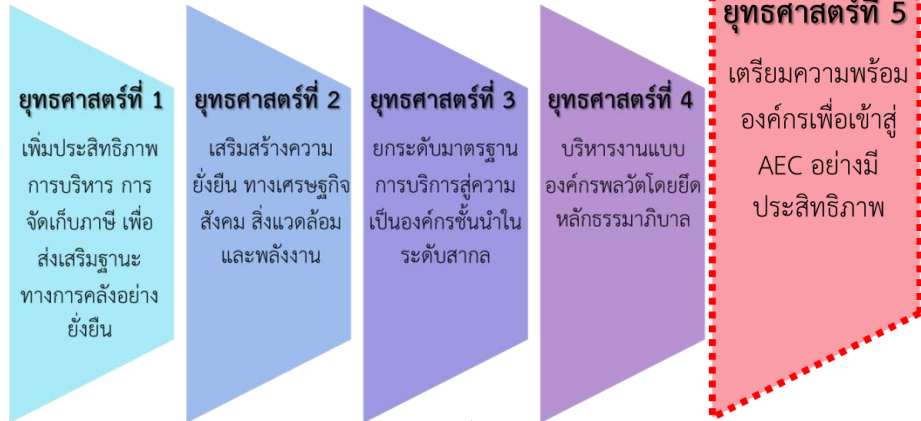 ยุทธศาสตร์ที่ 1
เพิ่มประสิทธิภาพ
การบริหาร การ
จัดเก็บภาษี เพื่อ
ส่งเสริมฐานะ
ทางการคลังอย่าง
ยั่งยืน
ยุทธศาสตร์ที่ 2
เสริมสร้างความ
ยั่งยืน ทางเศรษฐกิจ
สังคม สิ่งแวดล้อม
และพลังงาน
ยุทธศาสตร์ที่ 3
ยกระดับมาตรฐาน
การบริการสู่ความ
เป็นองค์กรชั้นนำใน
ระดับสากล
ยุทธศาสตร์ที่ 4
บริหารงานแบบ
องค์กรพลวัตโดยยึด
หลักธรรมาภิบาล
ยุทธศาสตร์ที่ 5
เตรียมความพร้อม
องค์กรเพื่อเข้าสู่
AEC อย่างมี
ประสิทธิภาพ